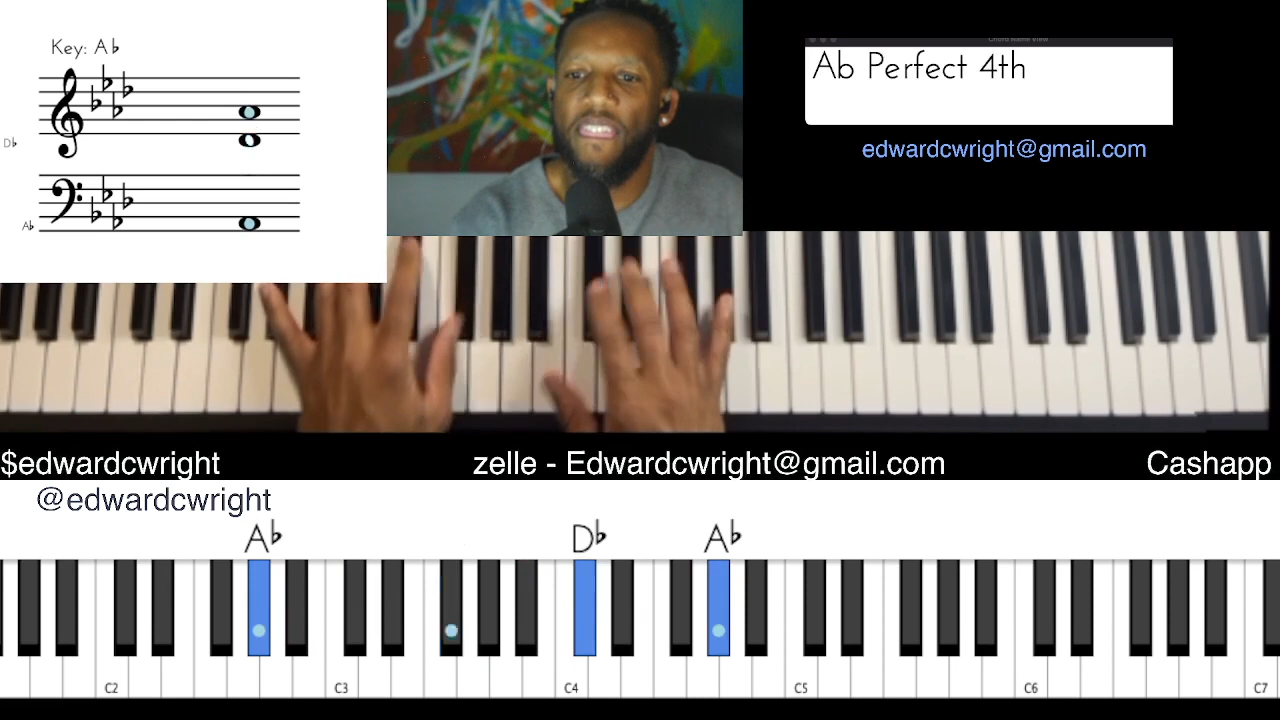 Key: A♭
D♭
A♭
Ab Perfect 4th
edwardcwright@gmail.com
$edwardcwright
zelle - Edwardcwright@gmail.com
Cashapp
@edwardcwright
A♭
D♭
A♭
C2
C3
C4
C5
C6
C7